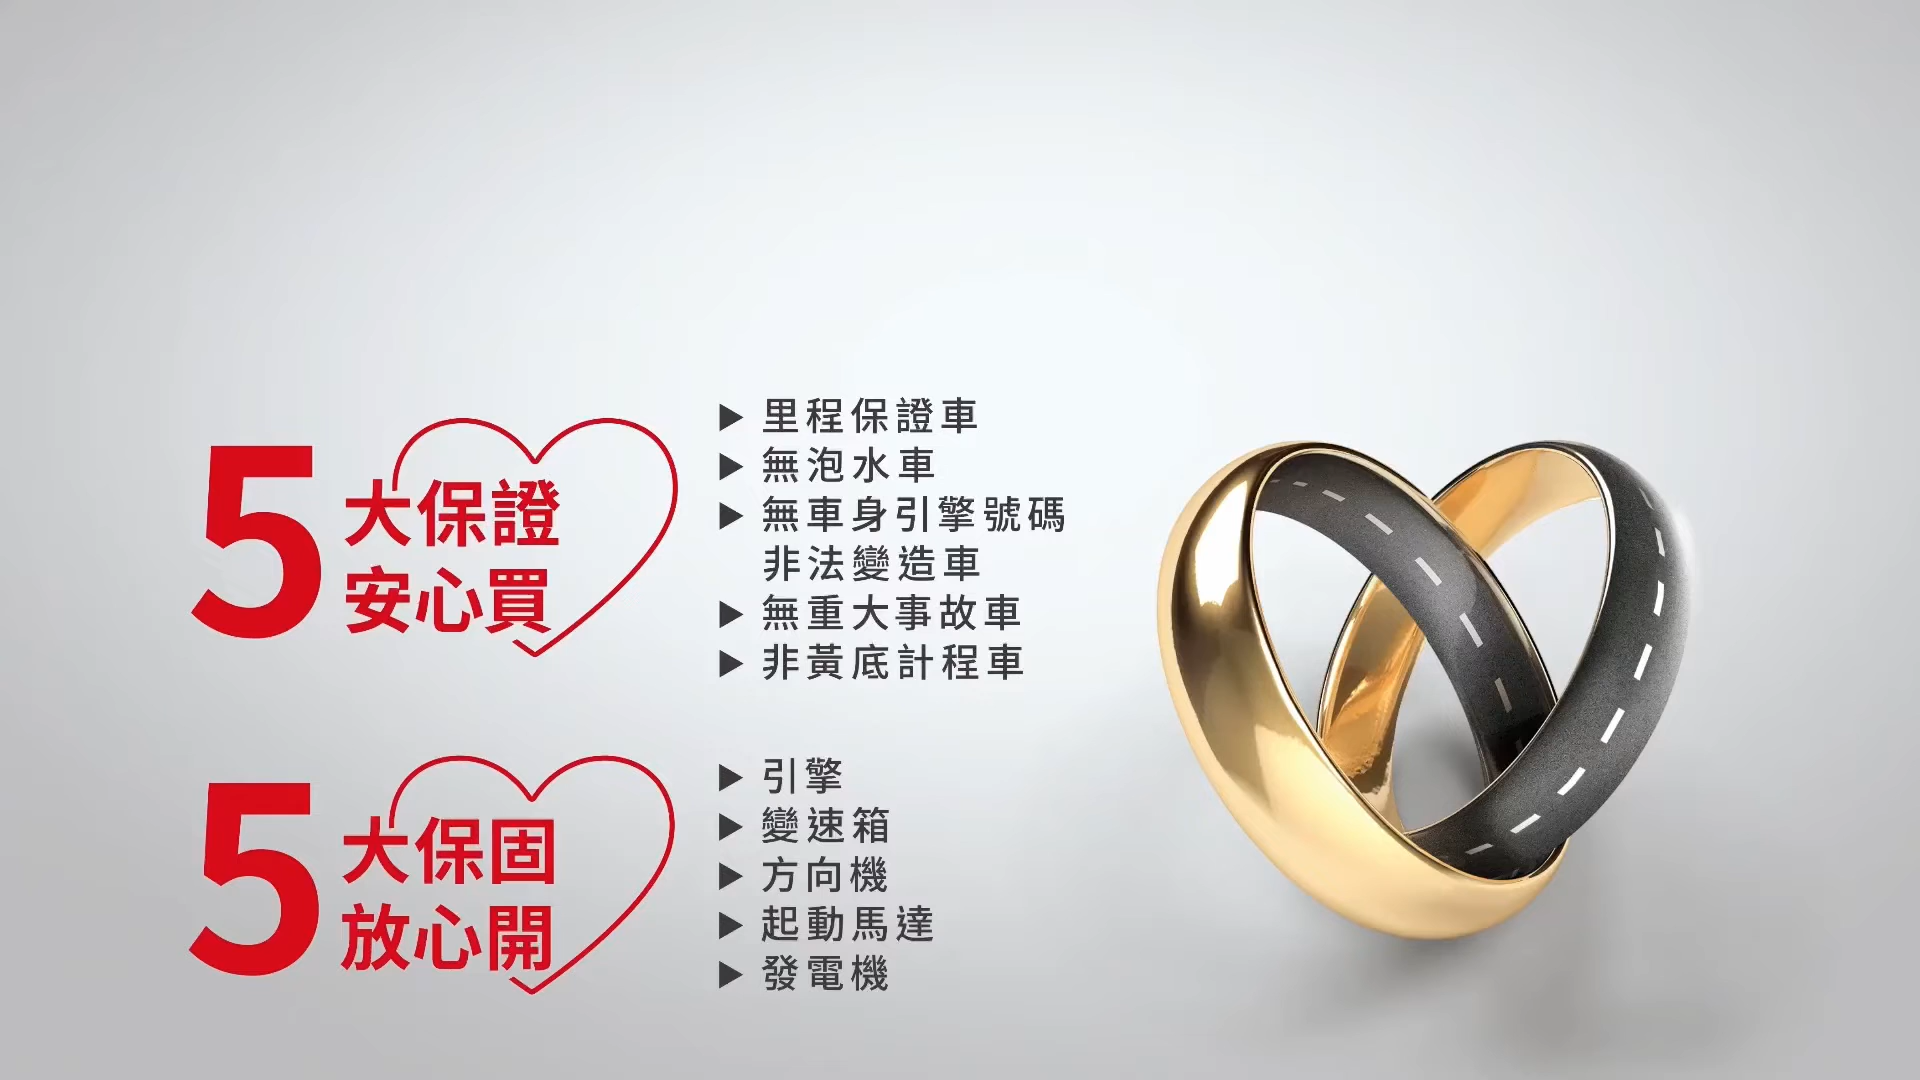 5
大保證
安心買
▶ 里程保證車
▶ 無泡水車
▶ 無車身引擎號碼
非法變造車
▶ 無重大事故車
▶ 非黃底計程車
5
大保固
放心開
▶ 引擎
▶ 變速箱
▶ 方向機
▶ 起動馬達
▶ 發電機